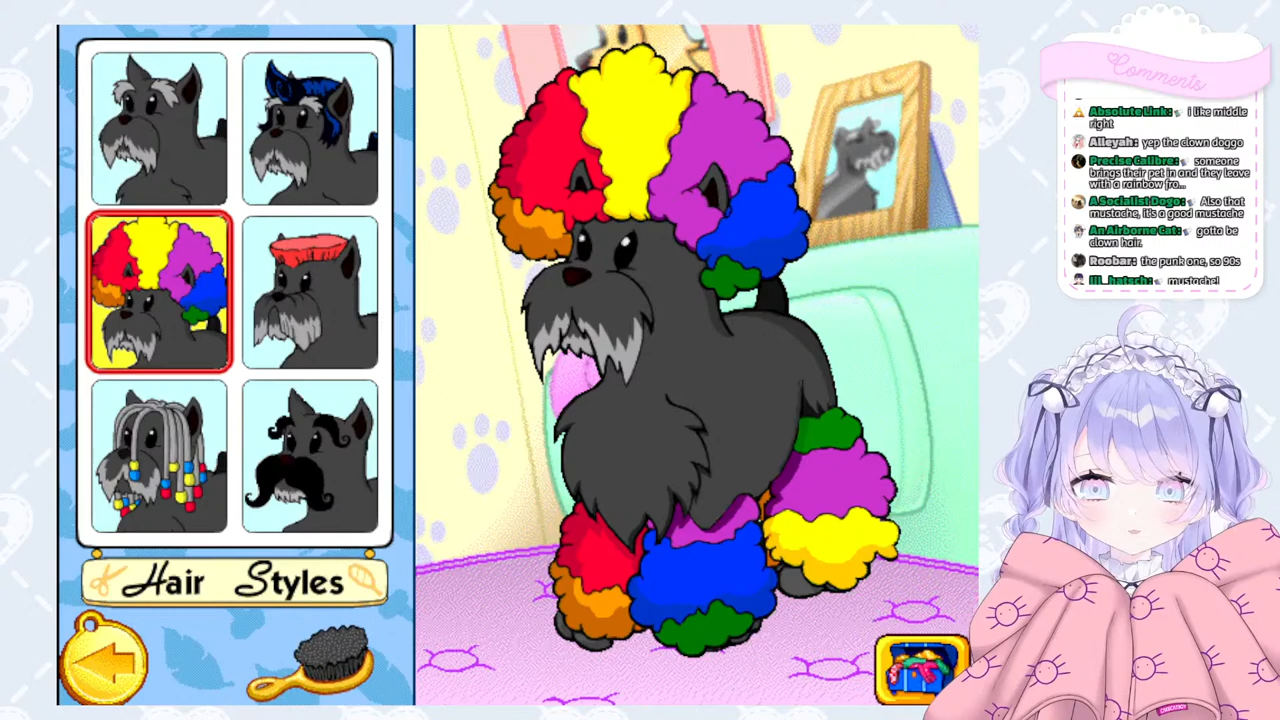 Comments
Absolute Link: i like middle
right
Aileyah: yep the clown doggo
Precise Calibre: someone
brings their pet in and they leave
with a rainbow fro...
A Socialist Dogo: Also that
mustache, it's a good mustache
An Airborne Cat: gotta be
clown hair.
Roobar: the punk one, so 90s
mustache!
Hair Styles